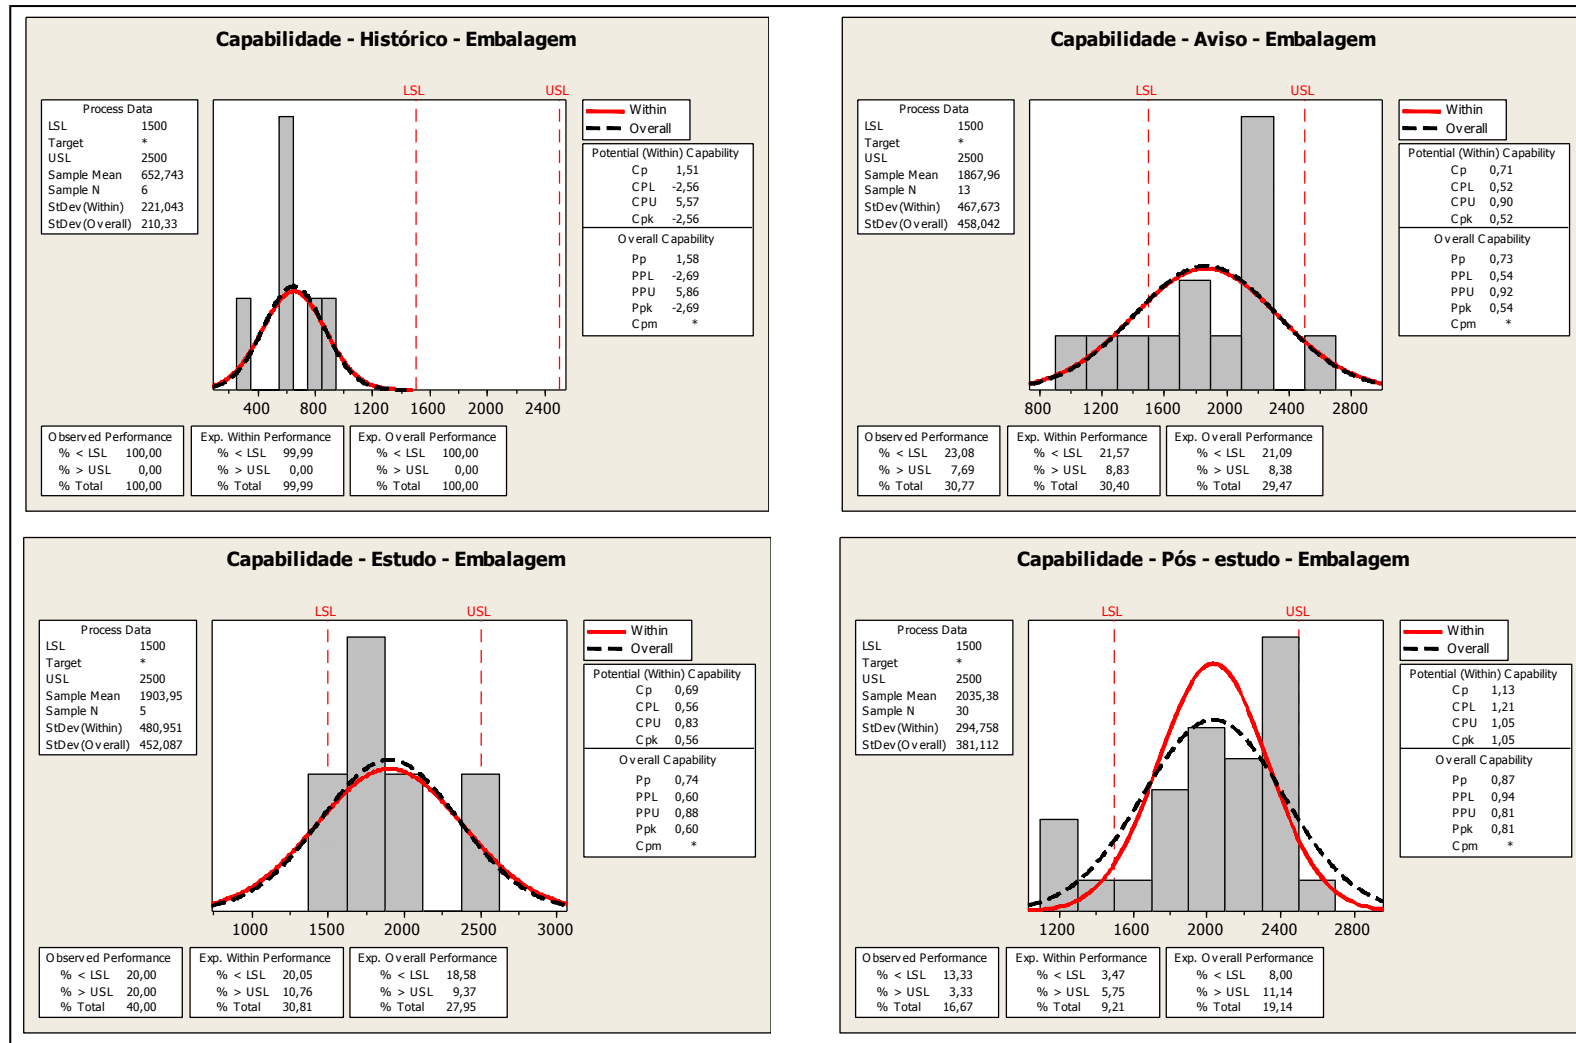 Capabilidade - Histórico - Embalagem
LSL USL
Process Data
LSL 1500
Target *
USL 2500
Sample Mean 652,743
Sample N 6
StDev(Within) 221,043
StDev(Overall) 210,33
Within
Overall
Potential (Within) Capability
Cp 1,51
CPL -2,56
CPU 5,57
Cpk -2,56
Overall Capability
Pp 1,58
PPL -2,69
PPU 5,86
Ppk -2,69
Cpm *
400 800 1200 1600 2000 2400
Observed Performance
% < LSL 100,00
% > USL 0,00
% Total 100,00
Exp. Within Performance
% < LSL 99,99
% > USL 0,00
% Total 99,99
Exp. Overall Performance
% < LSL 100,00
% > USL 0,00
% Total 100,00
Capabilidade - Aviso - Embalagem
LSL USL
Process Data
LSL 1500
Target *
USL 2500
Sample Mean 1867,96
Sample N 13
StDev(Within) 467,673
StDev(Overall) 458,042
Within
Overall
Potential (Within) Capability
Cp 0,71
CPL 0,52
CPU 0,90
Cpk 0,52
Overall Capability
Pp 0,73
PPL 0,54
PPU 0,92
Ppk 0,54
Cpm *
800 1200 1600 2000 2400 2800
Observed Performance
% < LSL 23,08
% > USL 7,69
% Total 30,77
Exp. Within Performance
% < LSL 21,57
% > USL 8,83
% Total 30,40
Exp. Overall Performance
% < LSL 21,09
% > USL 8,38
% Total 29,47
Capabilidade - Estudo - Embalagem
LSL USL
Process Data
LSL 1500
Target *
USL 2500
Sample Mean 1903,95
Sample N 5
StDev(Within) 480,951
StDev(Overall) 452,087
Within
Overall
Potential (Within) Capability
Cp 0,69
CPL 0,56
CPU 0,83
Cpk 0,56
Overall Capability
Pp 0,74
PPL 0,60
PPU 0,88
Ppk 0,60
Cpm *
1000 1500 2000 2500 3000
Observed Performance
% < LSL 20,00
% > USL 20,00
% Total 40,00
Exp. Within Performance
% < LSL 20,05
% > USL 10,76
% Total 30,81
Exp. Overall Performance
% < LSL 18,58
% > USL 9,37
% Total 27,95
Capabilidade - Pós - estudo - Embalagem
LSL USL
Process Data
LSL 1500
Target *
USL 2500
Sample Mean 2035,38
Sample N 30
StDev(Within) 294,758
StDev(Overall) 381,112
Within
Overall
Potential (Within) Capability
Cp 1,13
CPL 1,21
CPU 1,05
Cpk 1,05
Overall Capability
Pp 0,87
PPL 0,94
PPU 0,81
Ppk 0,81
Cpm *
1200 1600 2000 2400 2800
Observed Performance
% < LSL 13,33
% > USL 3,33
% Total 16,67
Exp. Within Performance
% < LSL 3,47
% > USL 5,75
% Total 9,21
Exp. Overall Performance
% < LSL 8,00
% > USL 11,14
% Total 19,14